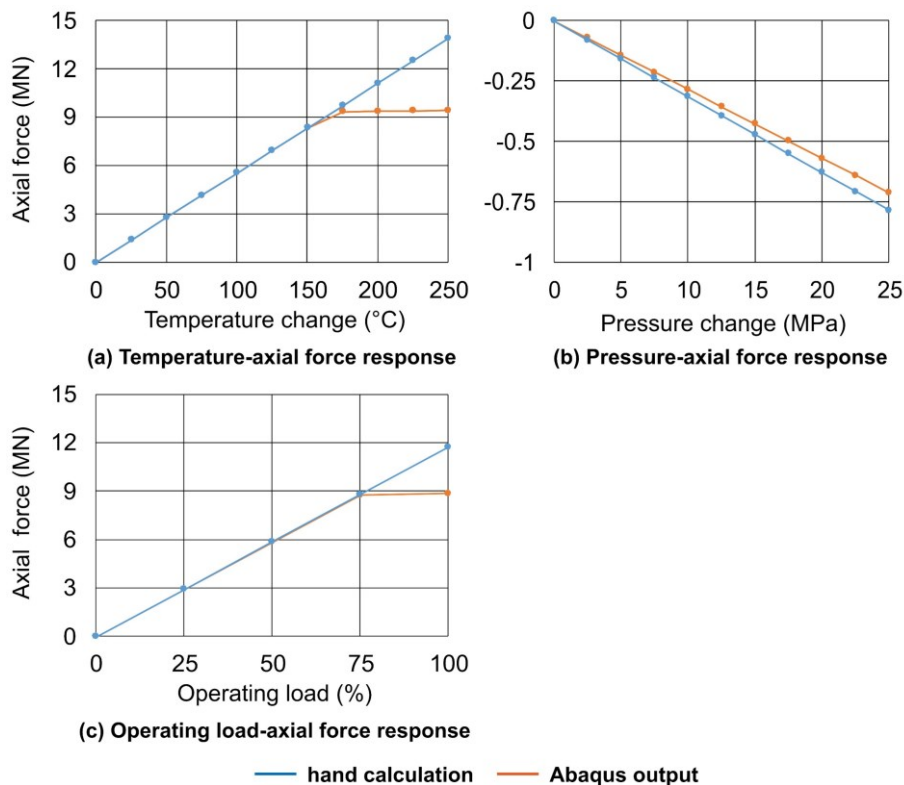 15
12
9
6
3
0
Axial force (MN)
0 50 100 150 200 250
Temperature change (°C)
(a) Temperature-axial force response
0
-0.25
-0.5
-0.75
-1
0 5 10 15 20 25
Pressure change (MPa)
(b) Pressure-axial force response
15
12
9
6
3
0
Axial force (MN)
0 25 50 75 100
Operating load (%)
(c) Operating load-axial force response
hand calculation Abaqus output